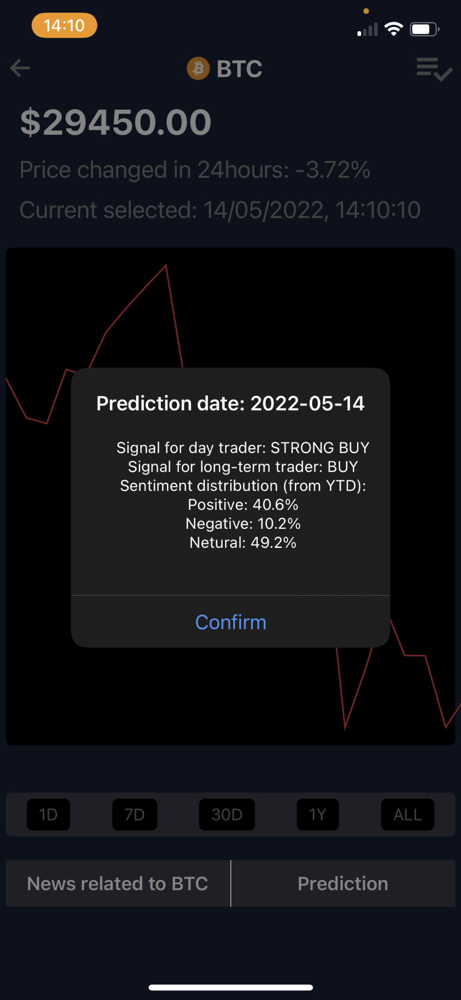 14:10
BTC
$29450.00
Price changed in 24hours: -3.72%
Current selected: 14/05/2022, 14:10:10
Prediction date: 2022-05-14
Signal for day trader: STRONG BUY
Signal for long-term trader: BUY
Sentiment distribution (from YTD):
Positive: 40.6%
Negative: 10.2%
Netural: 49.2%
Confirm
1D 7D 30D 1Y ALL
News related to BTC Prediction